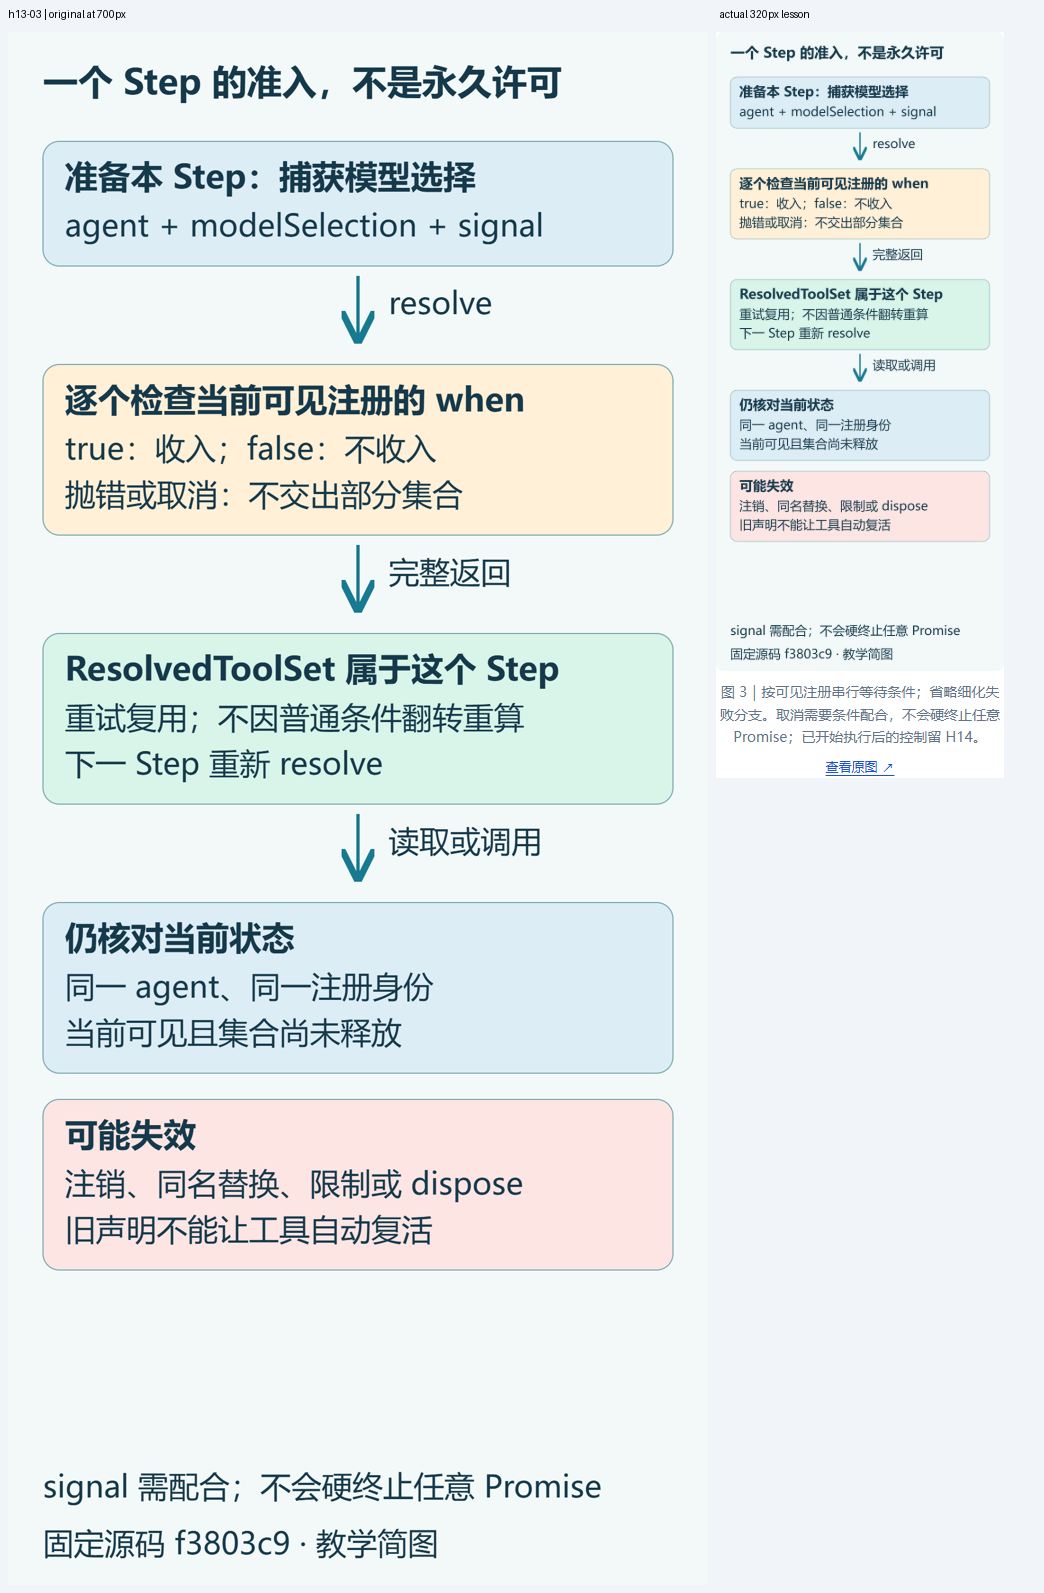 h13-03 | original at 700px
一个 Step 的准入，不是永久许可
准备本 Step：捕获模型选择
agent + modelSelection + signal
resolve
逐个检查当前可见注册的 when
true：收入；false：不收入
抛错或取消：不交出部分集合
完整返回
ResolvedToolSet 属于这个 Step
重试复用；不因普通条件翻转重算
下一 Step 重新 resolve
读取或调用
仍核对当前状态
同一 agent、同一注册身份
当前可见且集合尚未释放
可能失效
注销、同名替换、限制或 dispose
旧声明不能让工具自动复活
signal 需配合；不会硬终止任意 Promise
固定源码 f3803c9 · 教学简图
actual 320px lesson
一个 Step 的准入，不是永久许可
准备本 Step：捕获模型选择
agent + modelSelection + signal
resolve
逐个检查当前可见注册的 when
true：收入；false：不收入
抛错或取消：不交出部分集合
完整返回
ResolvedToolSet 属于这个 Step
重试复用；不因普通条件翻转重算
下一 Step 重新 resolve
读取或调用
仍核对当前状态
同一 agent、同一注册身份
当前可见且集合尚未释放
可能失效
注销、同名替换、限制或 dispose
旧声明不能让工具自动复活
signal 需配合；不会硬终止任意 Promise
固定源码 f3803c9 · 教学简图
图 3｜按可见注册串行等待条件；省略细化失
败分支。取消需要条件配合，不会硬终止任意
Promise；已开始执行后的控制留 H14。
查看原图 ↗